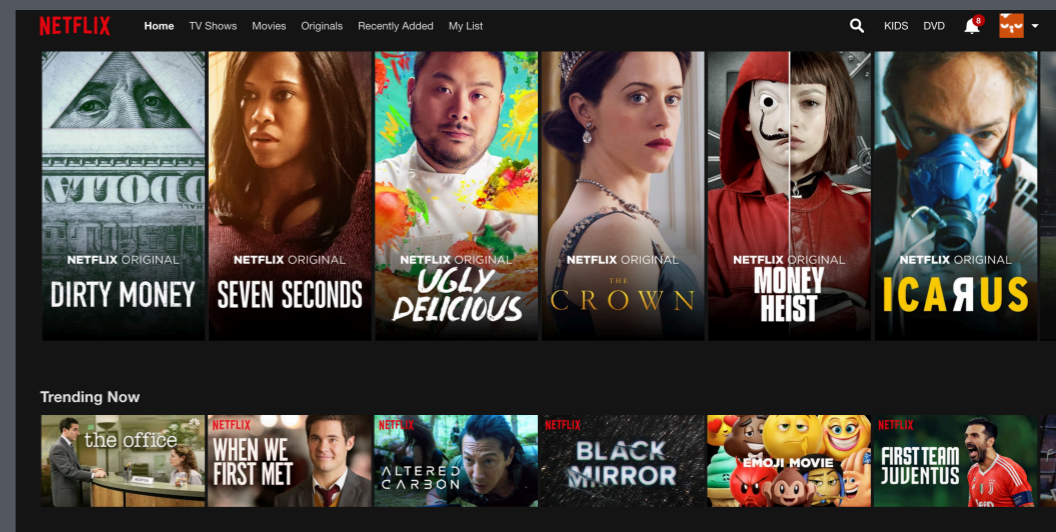 NETFLIX Home TV Shows Movies Originals Recently Added My List KIDS DVD 8
NETFLIX ORIGINAL
DIRTY MONEY
NETFLIX ORIGINAL
SEVEN SECONDS
NETFLIX ORIGINAL
UGLY
DELICIOUS
NETFLIX ORIGINAL
THE
CROWN
NETFLIX ORIGINAL
MONEY
HEIST
NETFLIX ORIGINAL
ICAЯUS
Trending Now
the office
NETFLIX
WHEN WE
FIRST MET
NETFLIX
ALTERED
CARBON
NETFLIX
BLACK
MIRROR
EMOJI MOVIE
NETFLIX
FIRST TEAM
JUVENTUS